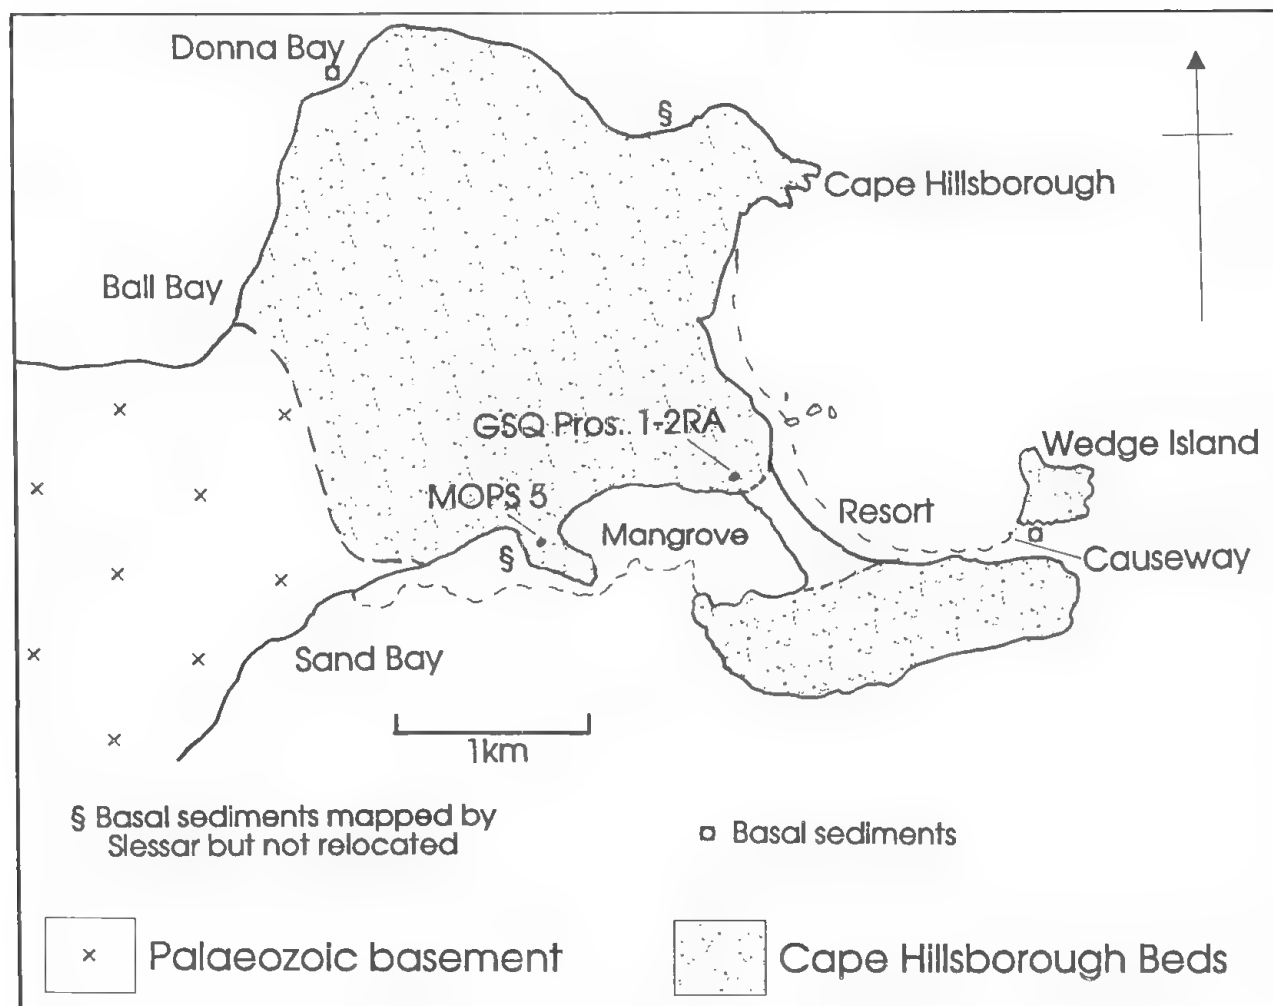 Donna Bay
§
Cape Hillsborough
Ball Bay
GSQ Pros. 1-2RA
Wedge Island
MOPS 5
Resort
Mangrove
§
Causeway
Sand Bay
1km
§ Basal sediments mapped by
Slessar but not relocated
Basal sediments
Palaeozoic basement
Cape Hillsborough Beds